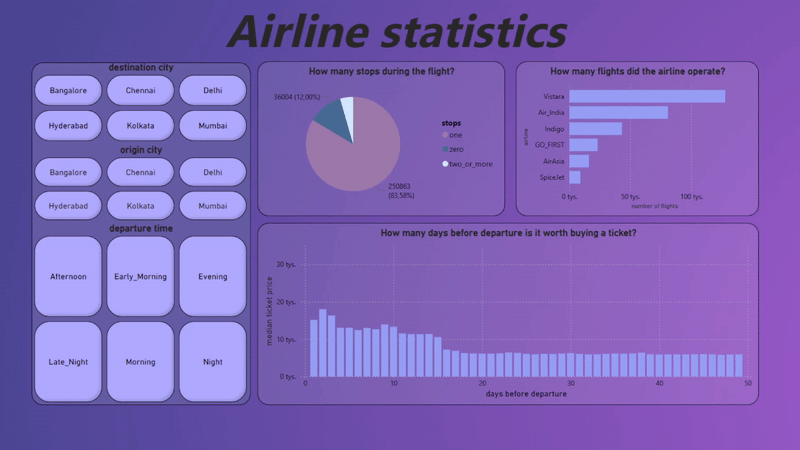 Airline statistics
destination city
Bangalore
Chennai
Delhi
Hyderabad
Kolkata
Mumbai
origin city
Bangalore
Chennai
Delhi
Hyderabad
Kolkata
Mumbai
departure time
Afternoon
Early_Morning
Evening
Late_Night
Morning
Night
How many stops during the flight?
36004 (12,00%)
250863
(83,58%)
stops
one
zero
two_or_more
How many flights did the airline operate?
airline
Vistara
Air_India
Indigo
GO_FIRST
AirAsia
SpiceJet
0 tys.
50 tys.
100 tys.
number of flights
How many days before departure is it worth buying a ticket?
median ticket price
30 tys.
20 tys.
10 tys.
0 tys.
0
10
20
30
40
50
days before departure